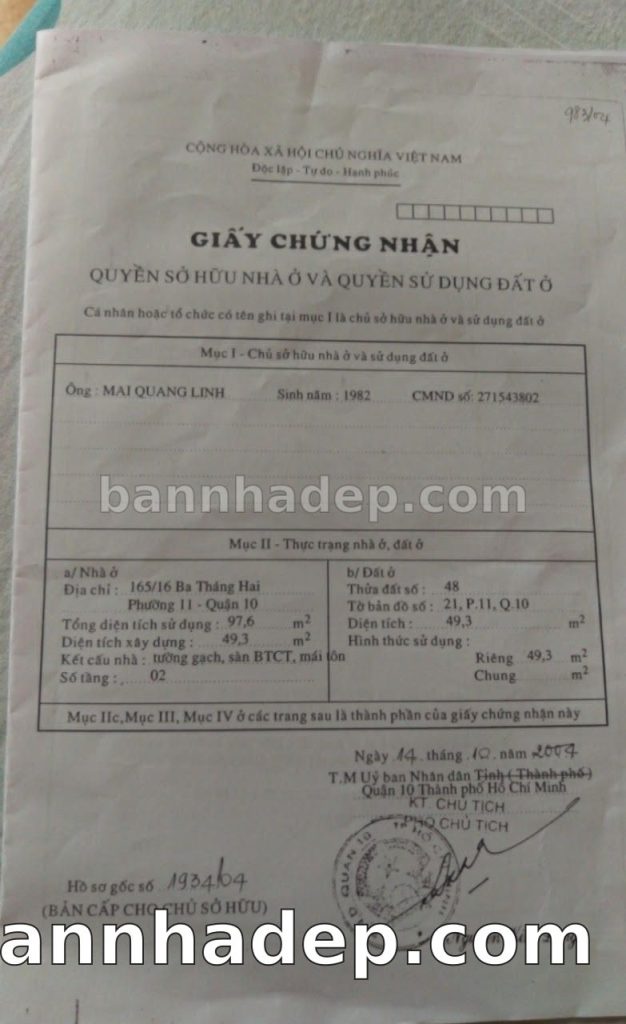 983/04
CỘNG HÒA XÃ HỘI CHỦ NGHĨA VIỆT NAM
Độc lập - Tự do - Hạnh phúc
GIẤY CHỨNG NHẬN
QUYỀN SỞ HỮU NHÀ Ở VÀ QUYỀN SỬ DỤNG ĐẤT Ở
Cá nhân hoặc tổ chức có tên ghi tại mục I là chủ sở hữu nhà ở và sử dụng đất ở
Mục I - Chủ sở hữu nhà ở và sử dụng đất ở
Ông : MAI QUANG LINH Sinh năm : 1982 CMND số: 271543802
bannhadep.com
Mục II - Thực trạng nhà ở, đất ở
a/ Nhà ở
Địa chỉ : 165/16 Ba Tháng Hai
Phường 11 - Quận 10
Tổng diện tích sử dụng : 97,6 m2
Diện tích xây dựng : 49,3 m2
Kết cấu nhà : tường gạch, sàn BTCT, mái tôn
Số tầng : 02
b/ Đất ở
Thửa đất số : 48
Tờ bản đồ số : 21, P.11, Q.10
Diện tích : 49,3 m2
Hình thức sử dụng :
Riêng 49,3 m2
Chung m2
Mục IIc,Mục III, Mục IV ở các trang sau là thành phần của giấy chứng nhận này
Ngày 14 tháng 10 năm 2004
T.M Uỷ ban Nhân dân Tỉnh ( Thành phố )
Quận 10 Thành phố Hồ Chí Minh
KT CHỦ TỊCH
PHÓ CHỦ TỊCH
Hồ sơ gốc số 1934/04
(BẢN CẤP CHO CHỦ SỞ HỮU)
annhadep.com